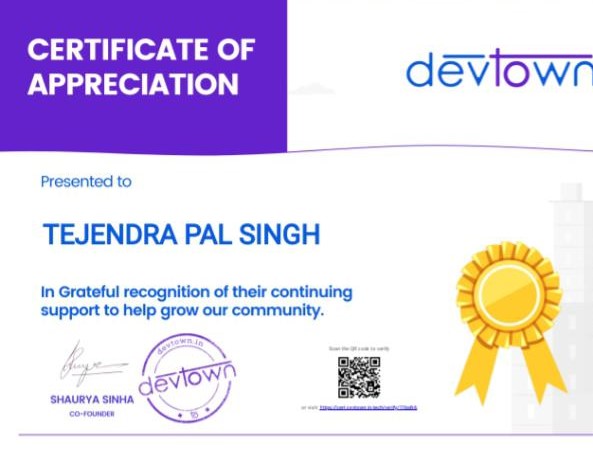 CERTIFICATE OF
APPRECIATION
devtown
Presented to
TEJENDRA PAL SINGH
In Grateful recognition of their continuing
support to help grow our community.
devtown.in
devtown
SHAURYA SINHA
CO-FOUNDER
Scan the QR code to verify
or visit